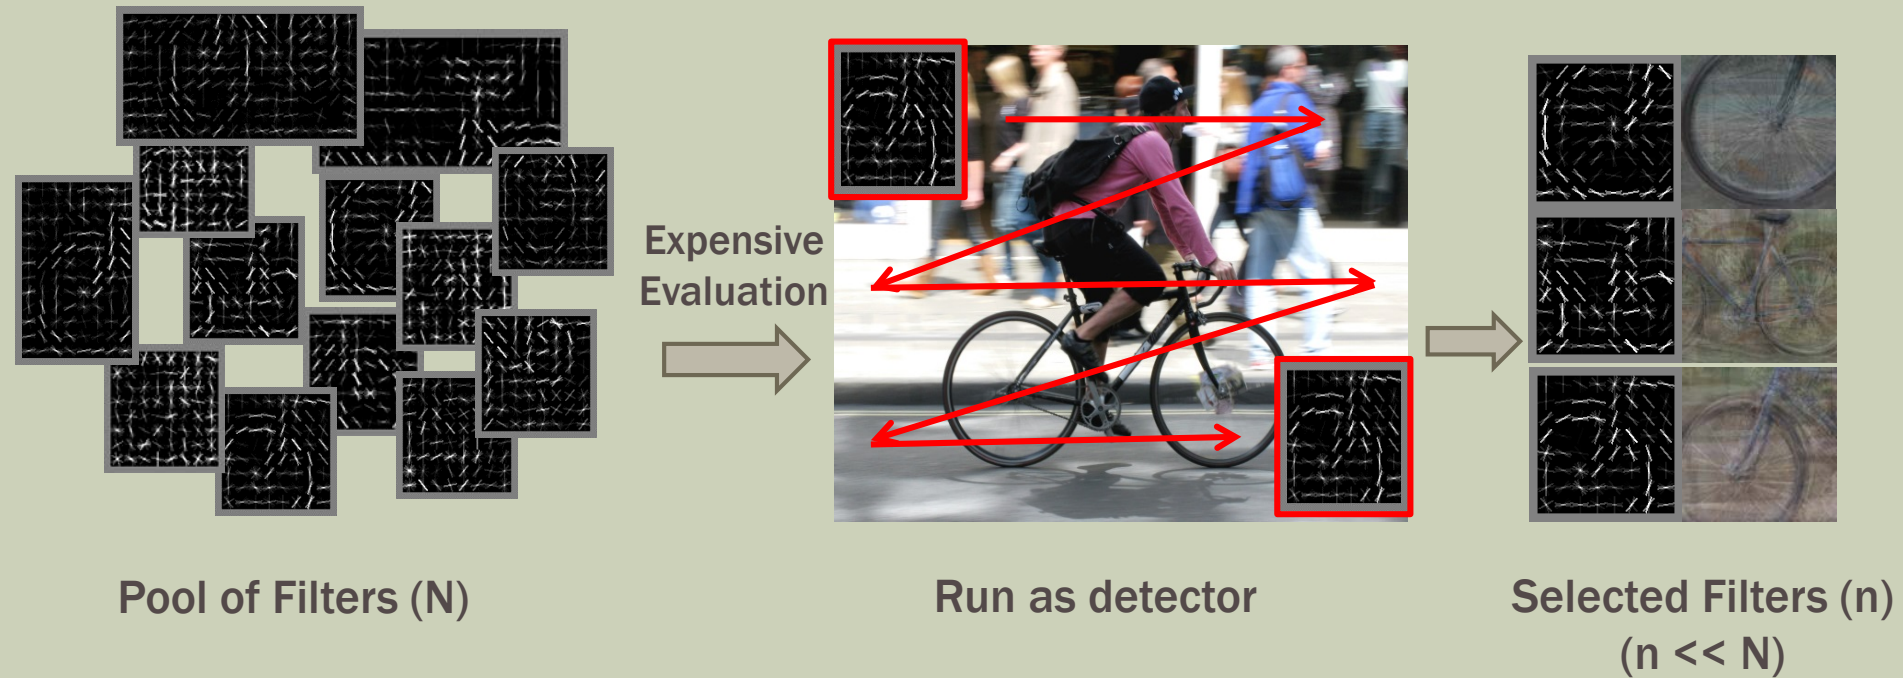 Expensive
Evaluation
Pool of Filters (N)
Run as detector
Selected Filters (n)
(n << N)